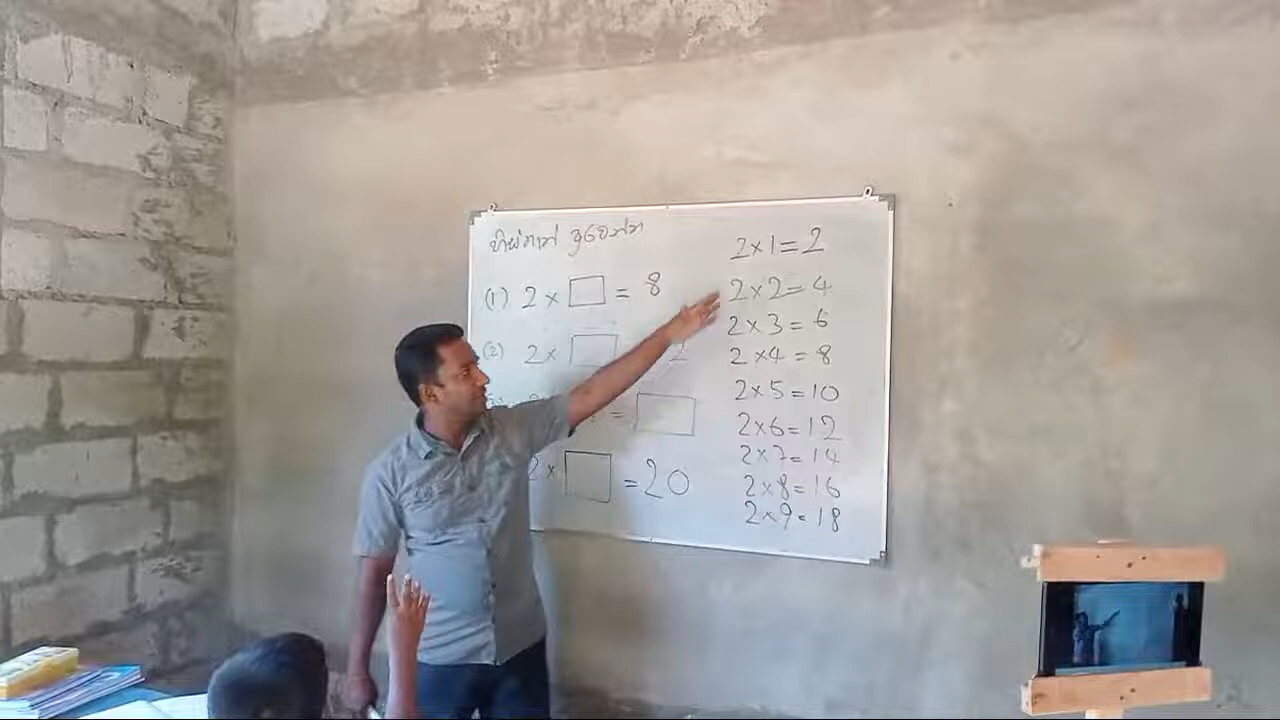 හිස්තැන් පුරවන්න
(1) 2 × □ = 8
(2) 2 × □ 2
= □
2 × □ = 20
2×1=2
2×2=4
2×3=6
2×4=8
2×5=10
2×6=12
2×7=14
2×8=16
2×9=18